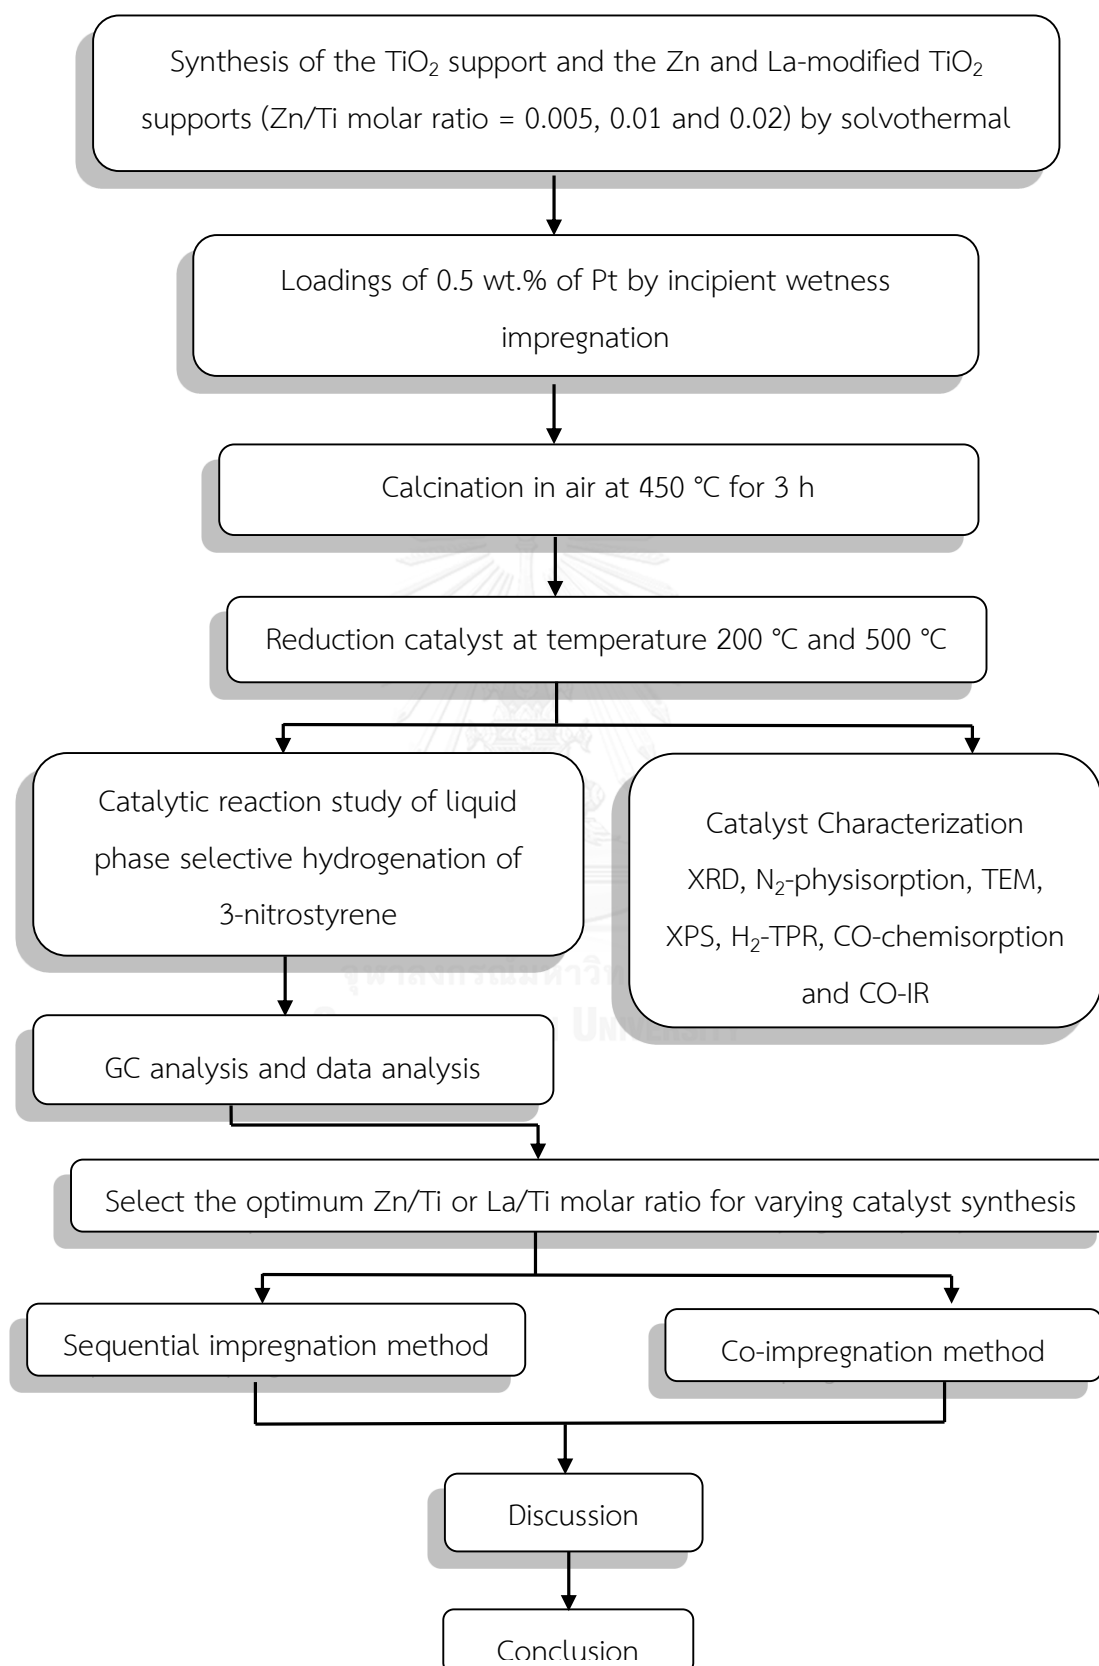 Synthesis of the TiO₂ support and the Zn and La-modified TiO₂
supports (Zn/Ti molar ratio = 0.005, 0.01 and 0.02) by solvothermal
Loadings of 0.5 wt.% of Pt by incipient wetness
impregnation
Calcination in air at 450 °C for 3 h
Reduction catalyst at temperature 200 °C and 500 °C
Catalytic reaction study of liquid
phase selective hydrogenation of
3-nitrostyrene
Catalyst Characterization
XRD, N₂-physisorption, TEM,
XPS, H₂-TPR, CO-chemisorption
and CO-IR
GC analysis and data analysis
UNIVERSITY
Select the optimum Zn/Ti or La/Ti molar ratio for varying catalyst synthesis
Sequential impregnation method
Co-impregnation method
Discussion
Conclusion